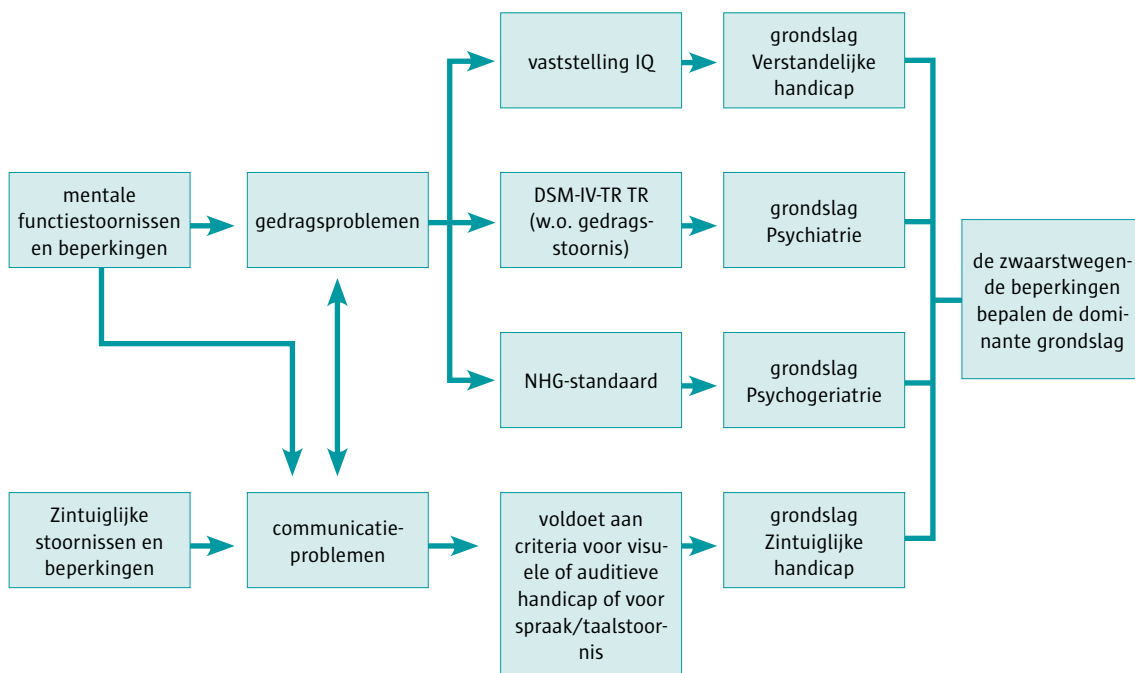 vaststelling IQ
grondslag
Verstandelijke
handicap
mentale
functiestoornissen
en beperkingen
gedragsproblemen
DSM-IV-TR TR
(w.o. gedrags-
stoornis)
grondslag
Psychiatrie
de zwaarstwegen-
de beperkingen
bepalen de domi-
nante grondslag
NHG-standaard
grondslag
Psychogeriatrie
Zintuiglijke
stoornissen en
beperkingen
communicatie-
problemen
voldoet aan
criteria voor visu-
ele of auditieve
handicap of voor
spraak/taalstoor-
nis
grondslag
Zintuiglijke
handicap